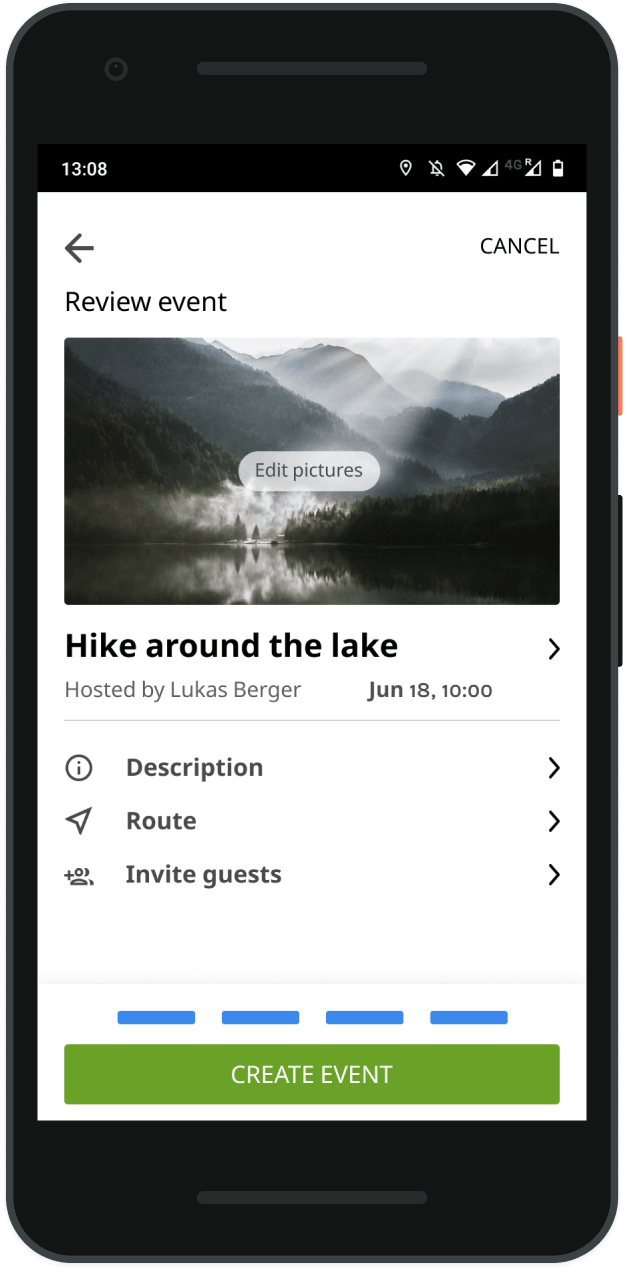 13:08
4G R
CANCEL
Review event
Edit pictures
Hike around the lake
Hosted by Lukas Berger Jun 18, 10:00
Description
Route
Invite guests
CREATE EVENT